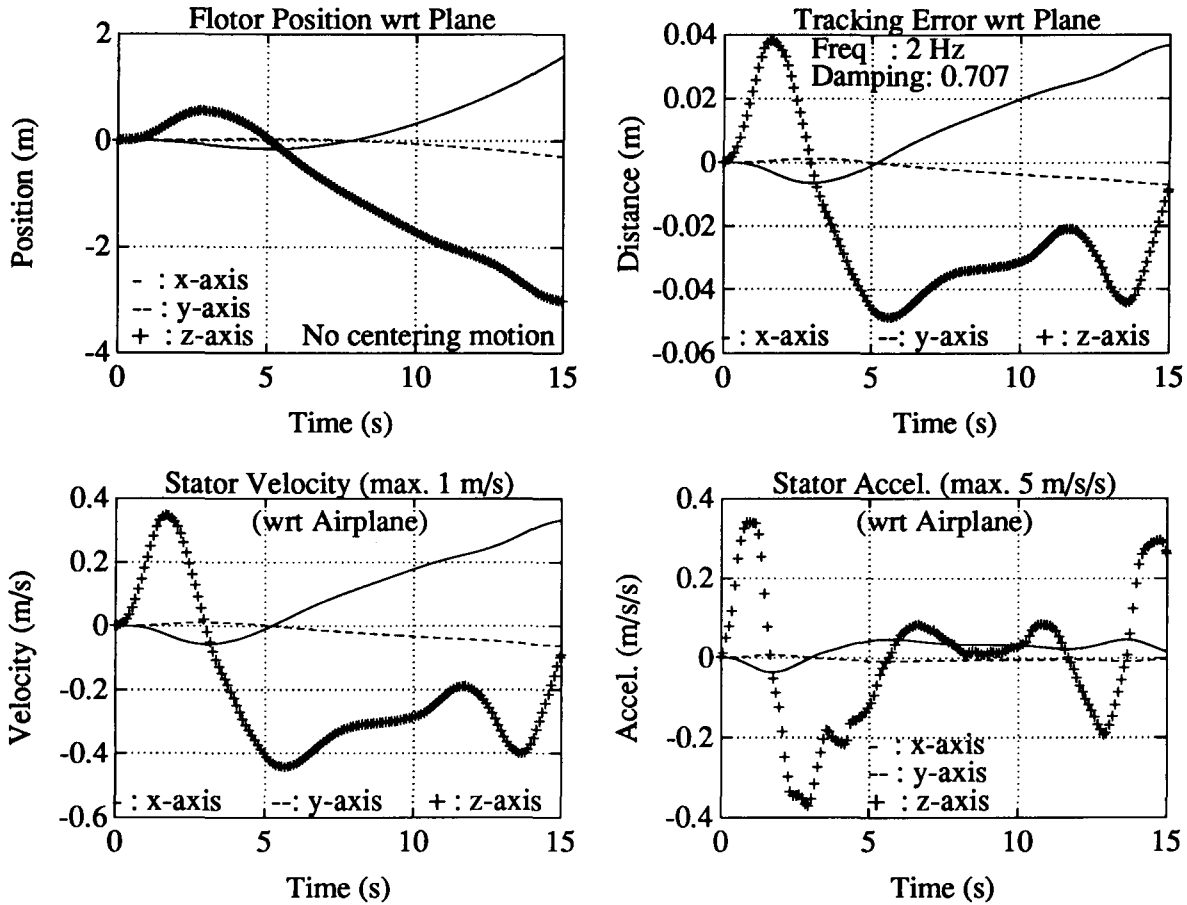 Flotor Position wrt Plane
2
0
-2
-4
Position (m)
- : x-axis
-- : y-axis
+ : z-axis
No centering motion
0 5 10 15
Time (s)
Tracking Error wrt Plane
Freq : 2 Hz
Damping: 0.707
0.04
0.02
0
-0.02
-0.04
-0.06
Distance (m)
- : x-axis --: y-axis + : z-axis
0 5 10 15
Time (s)
Stator Velocity (max. 1 m/s)
(wrt Airplane)
0.4
0.2
0
-0.2
-0.4
-0.6
Velocity (m/s)
- : x-axis --: y-axis + : z-axis
0 5 10 15
Time (s)
Stator Accel. (max. 5 m/s/s)
(wrt Airplane)
0.4
0.2
0
-0.2
-0.4
Accel. (m/s/s)
- : x-axis
-- : y-axis
+ : z-axis
0 5 10 15
Time (s)